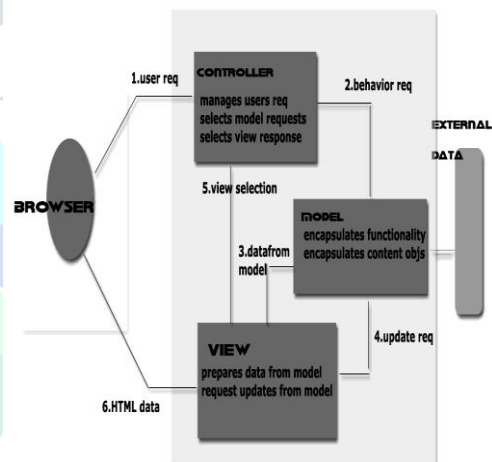 1.user req
CONTROLLER
manages users req
selects model requests
selects view response
2.behavior req
EXTERNAL
DATA
BROWSER
5.view selection
MODEL
encapsulates functionality
encapsulates content objs
3.datafrom
model
4.update req
VIEW
prepares data from model
request updates from model
6.HTML data